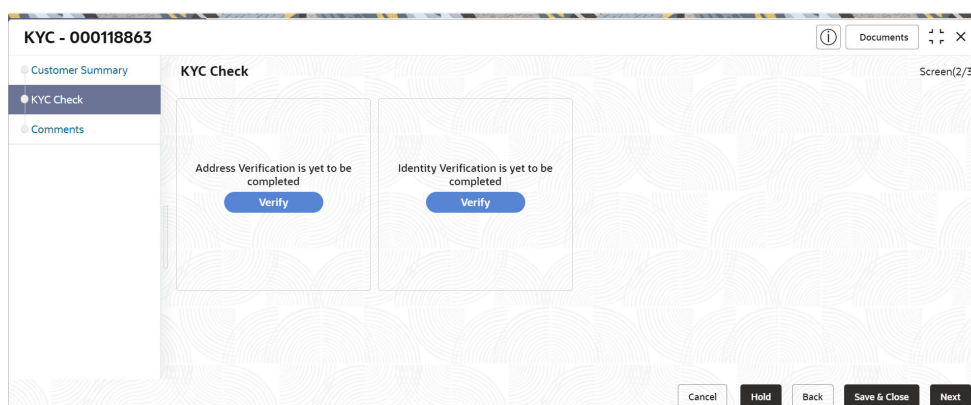 KYC - 000118863
Documents
Customer Summary
KYC Check
Comments
KYC Check
Screen(2/3
Address Verification is yet to be
completed
Verify
Identity Verification is yet to be
completed
Verify
Cancel
Hold
Back
Save & Close
Next